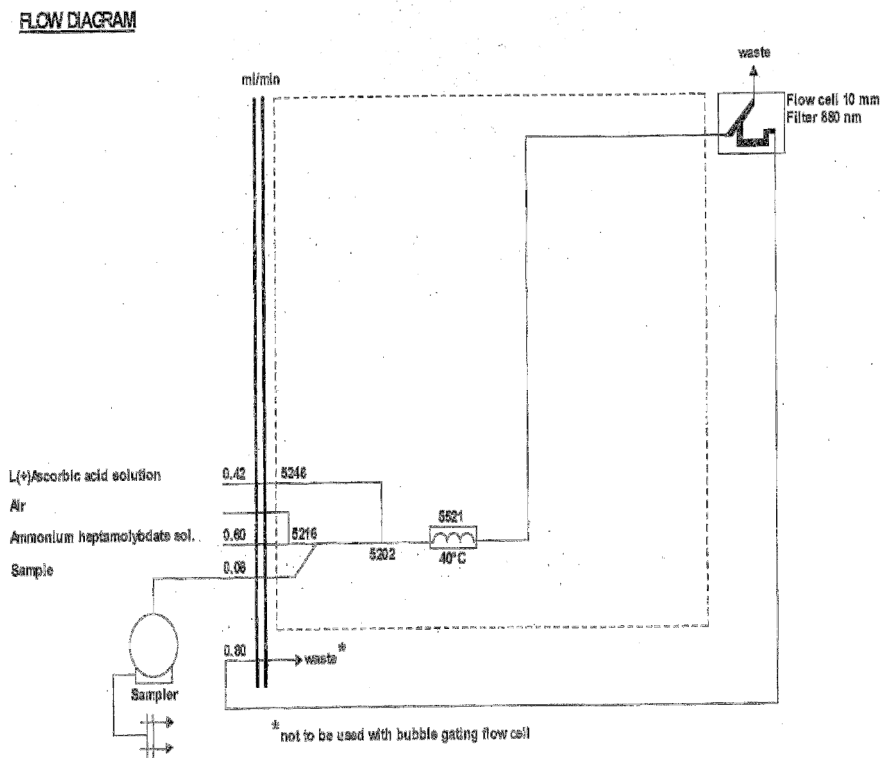 FLOW DIAGRAM
waste
ml/min
Flow cell 10 mm
Filter 880 nm
L(+)Ascorbic acid solution 0.42 5246
Air
Ammonium heptamolybdate sol. 0.60 5216
5521
5202
40°C
Sample 0.06
0.80
waste*
Sampler
*not to be used with bubble gating flow cell